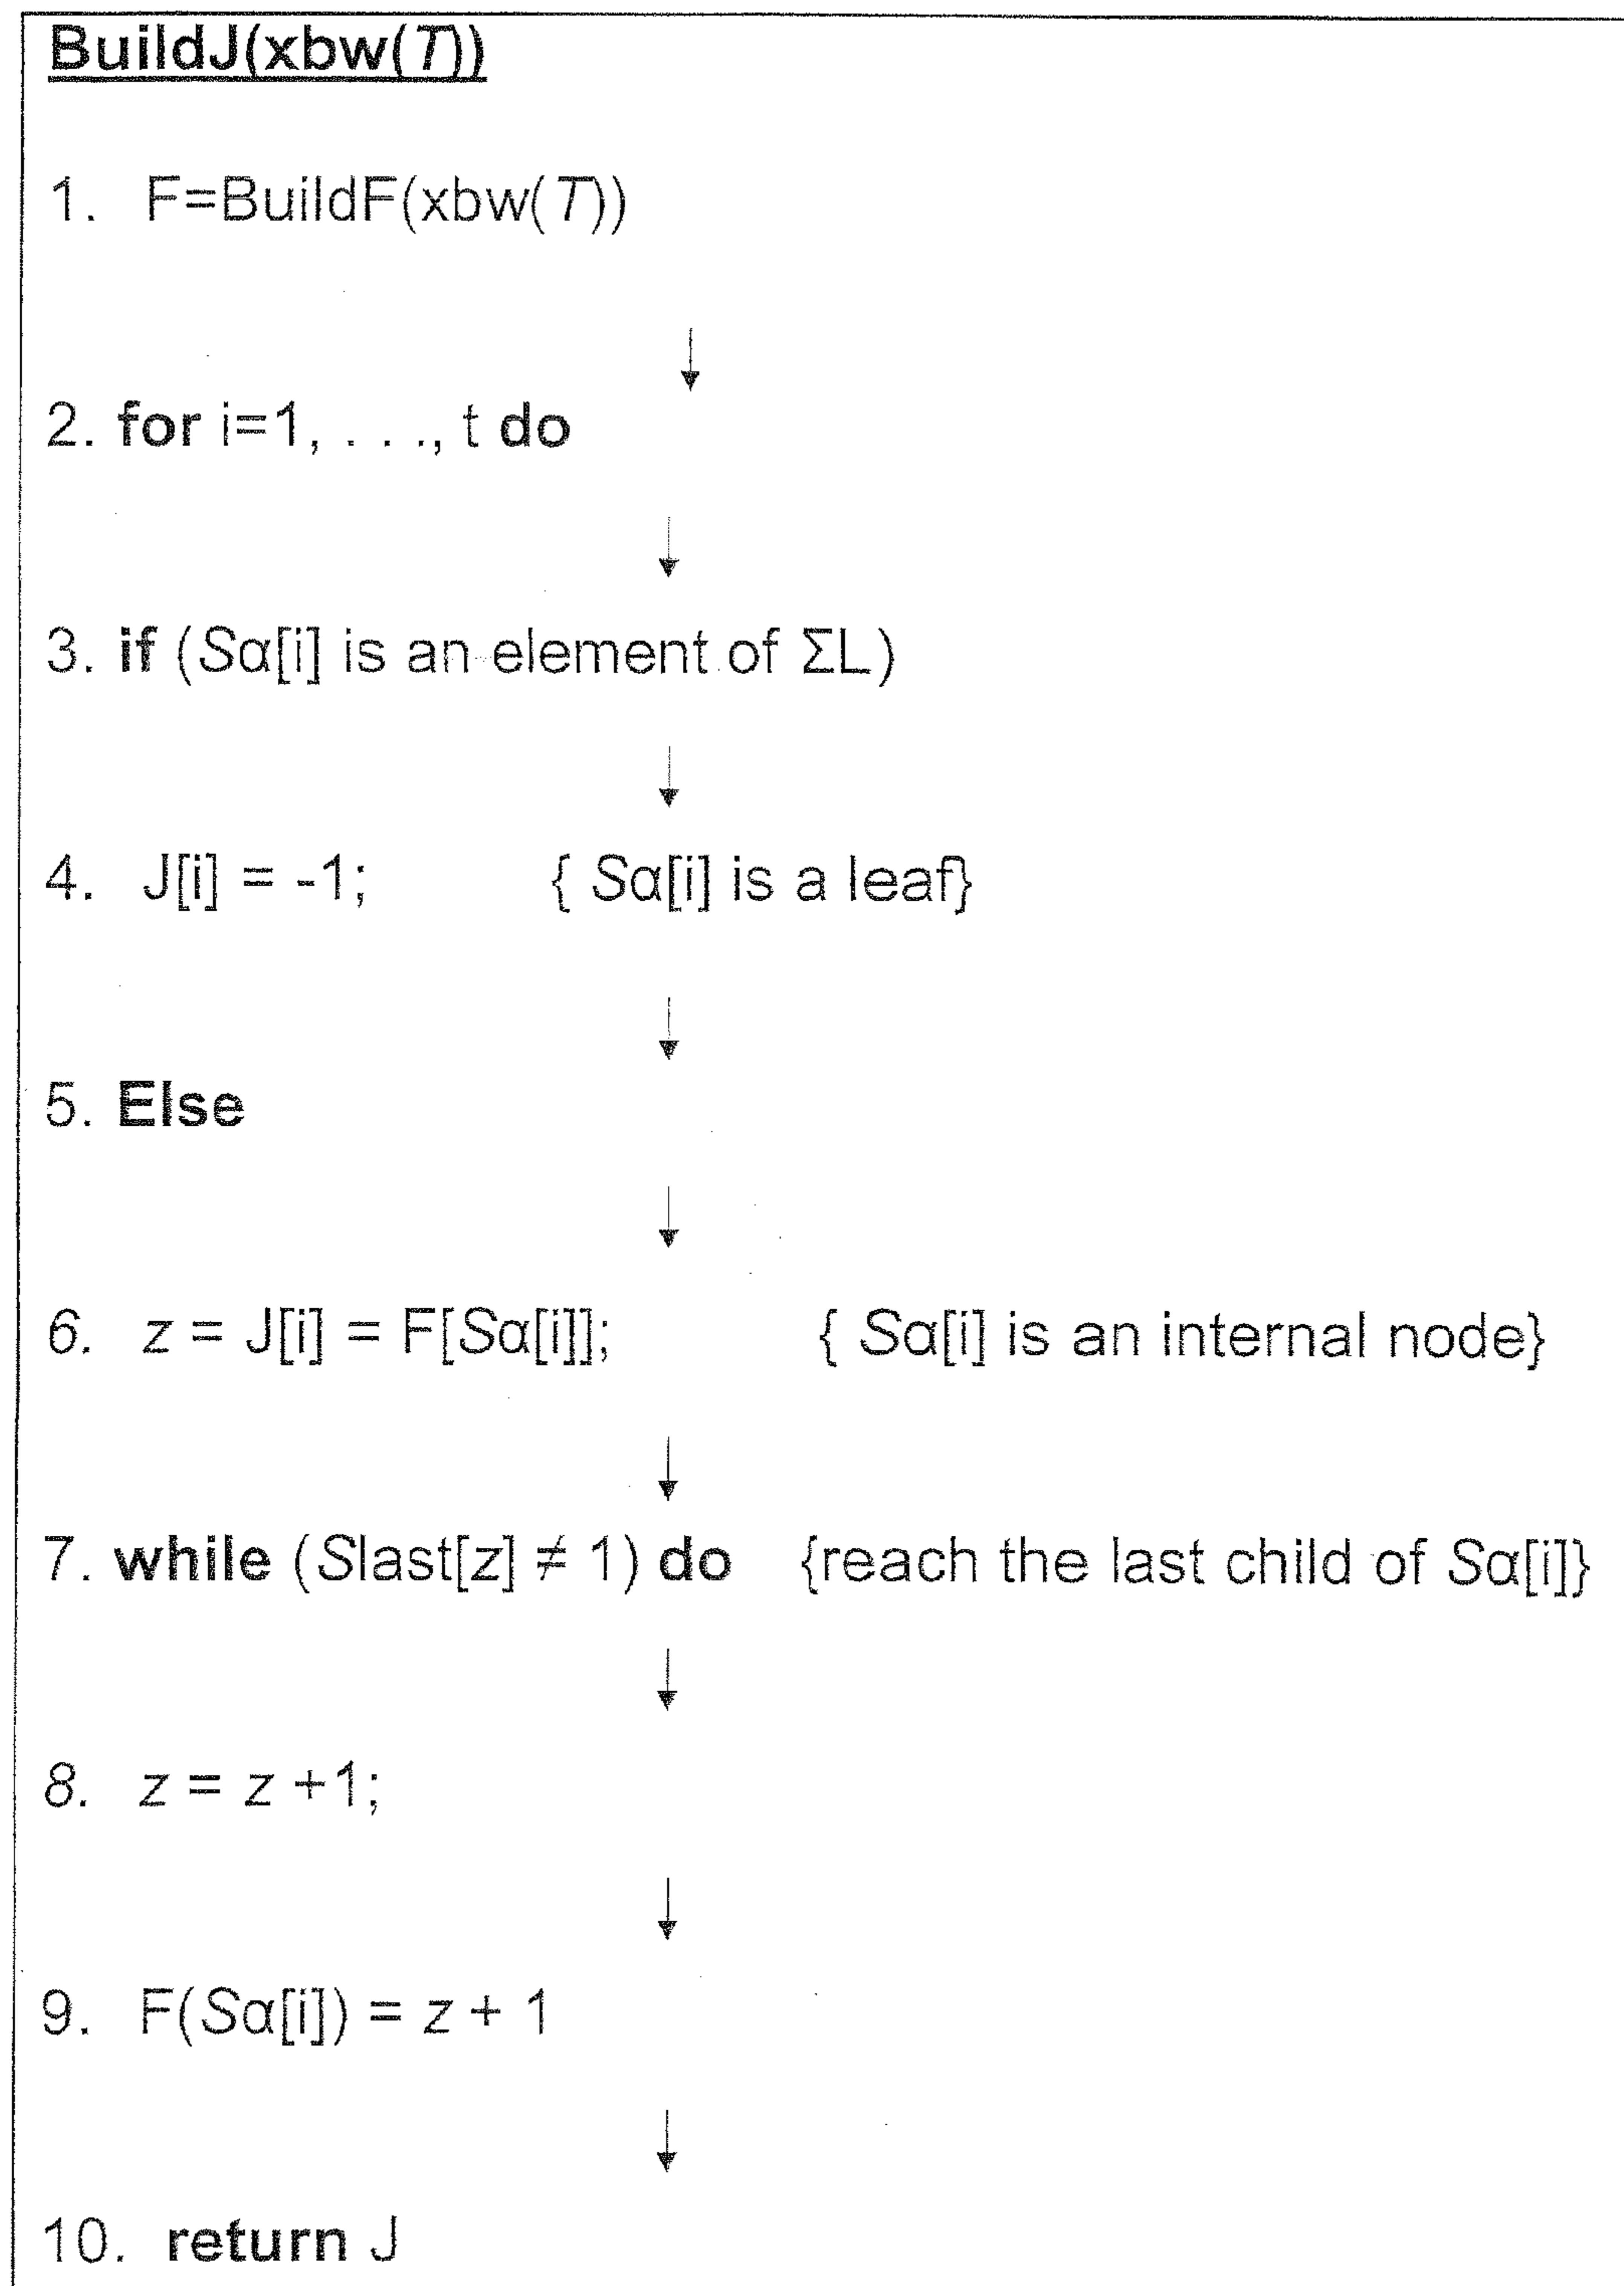 BuildJ(xbw(T))
1. F=BuildF(xbw(T))
2. for i=1, . . ., t do
3. if (Sα[i] is an element of ΣL)
4. J[i] = -1; { Sα[i] is a leaf}
5. Else
6. z = J[i] = F[Sα[i]]; { Sα[i] is an internal node}
7. while (Slast[z] ≠ 1) do {reach the last child of Sα[i]}
8. z = z +1;
9. F(Sα[i]) = z + 1
10. return J